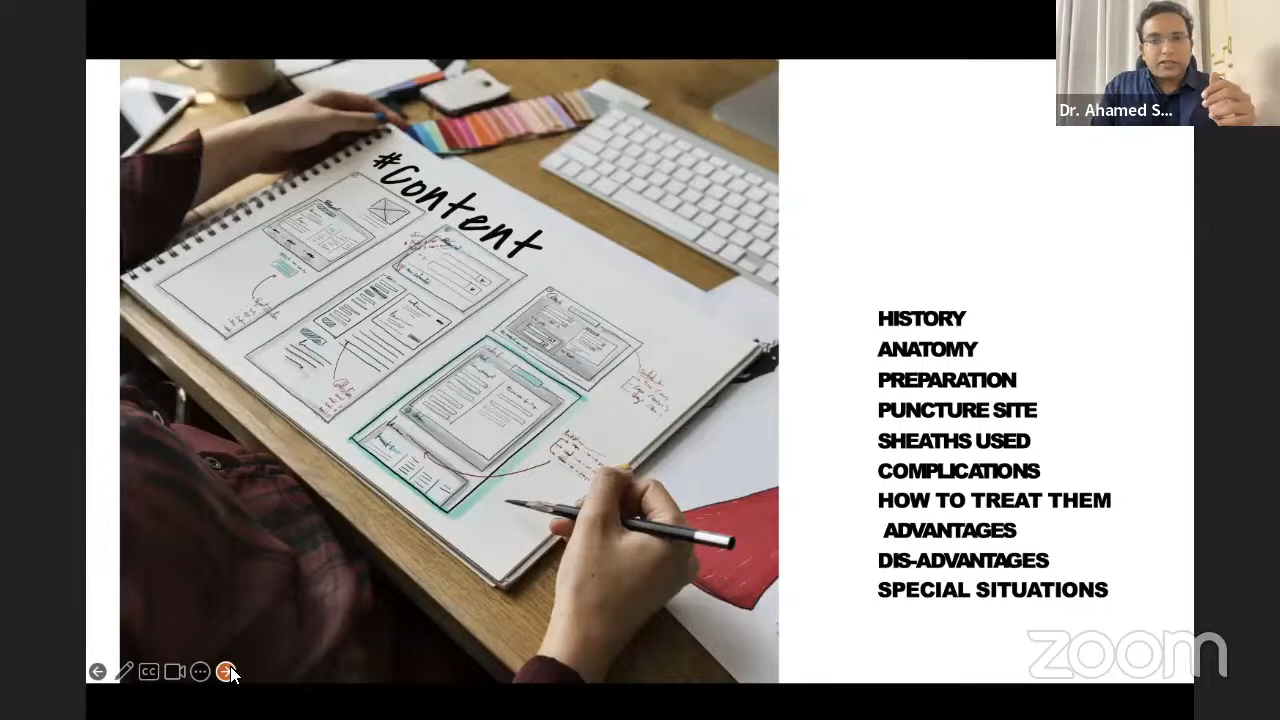 Dr. Ahamed S...
#Content
HISTORY
ANATOMY
PREPARATION
PUNCTURE SITE
SHEATHS USED
COMPLICATIONS
HOW TO TREAT THEM
ADVANTAGES
DIS-ADVANTAGES
SPECIAL SITUATIONS
CC
zoom